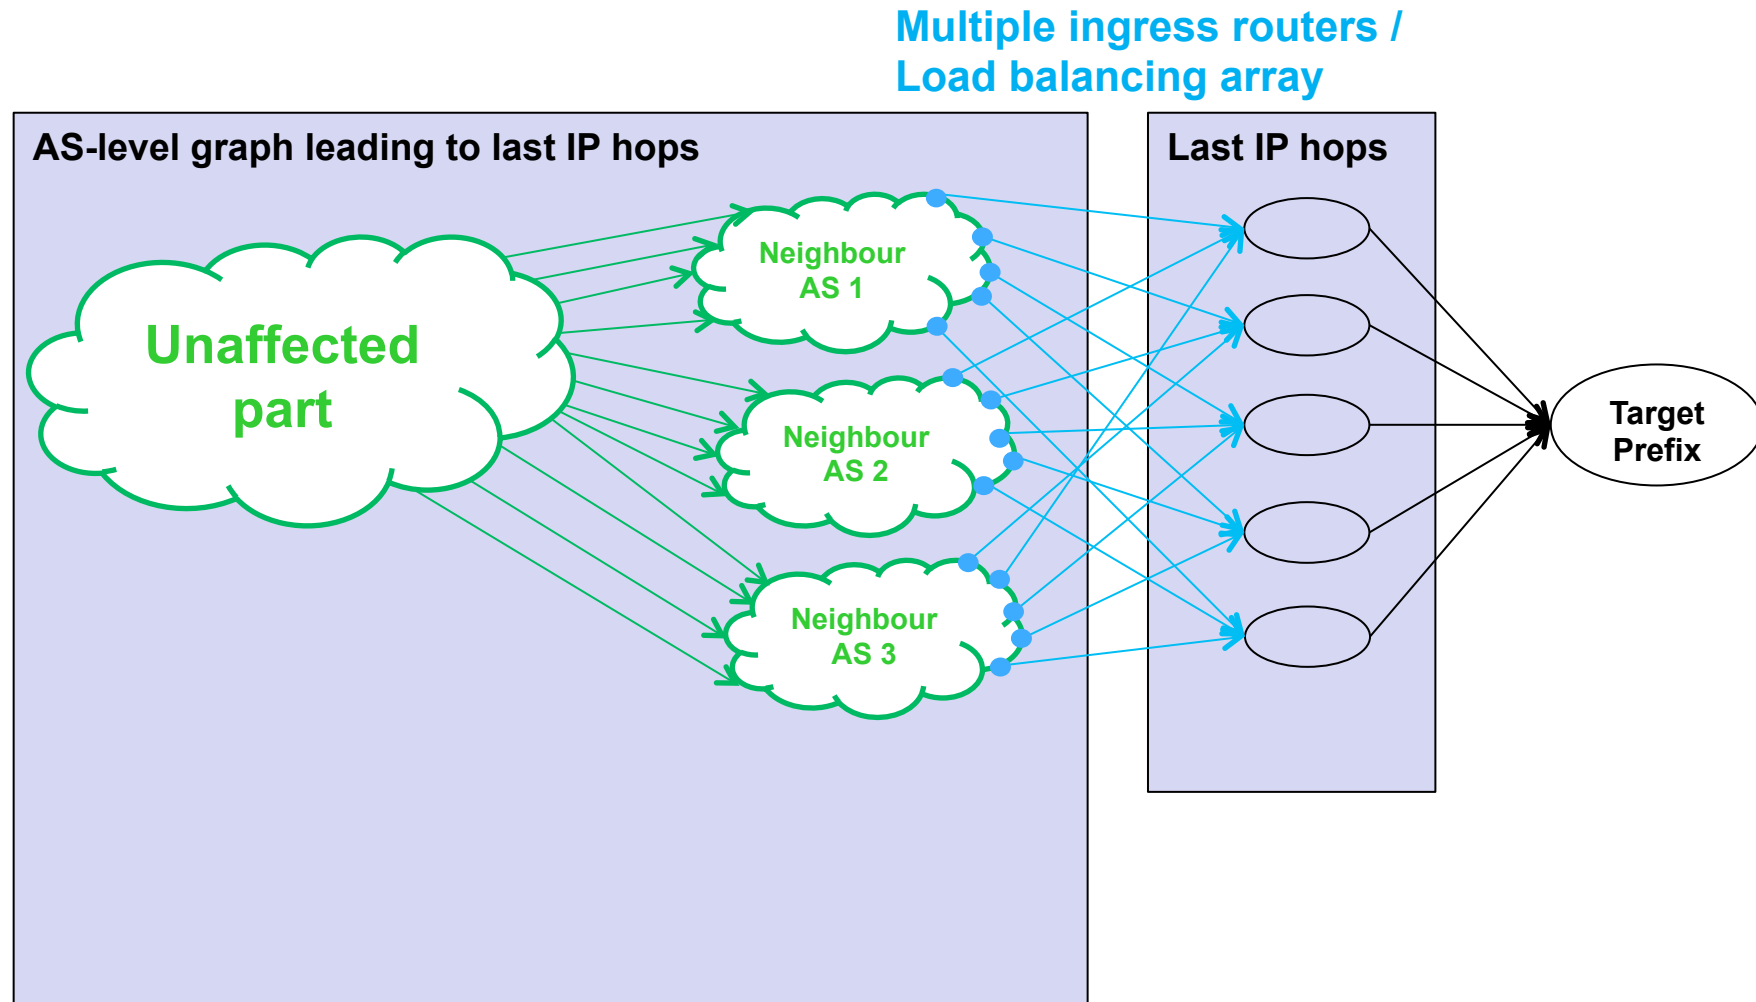 Multiple ingress routers /
Load balancing array
AS-level graph leading to last IP hops
Last IP hops
Unaffected
part
Neighbour
AS 1
Neighbour
AS 2
Neighbour
AS 3
Target
Prefix